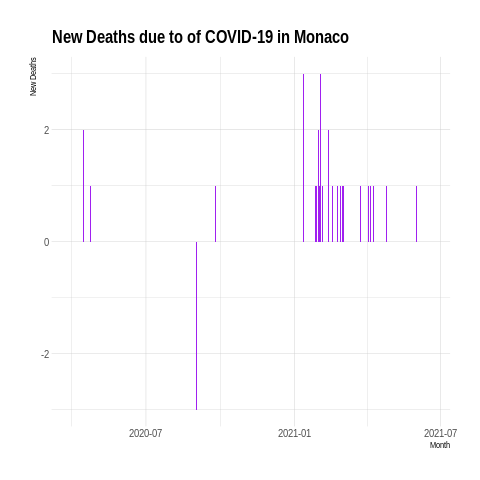 New Deaths due to of COVID-19 in Monaco
New Deaths
2
0
-2
2020-07
2021-01
2021-07
Month